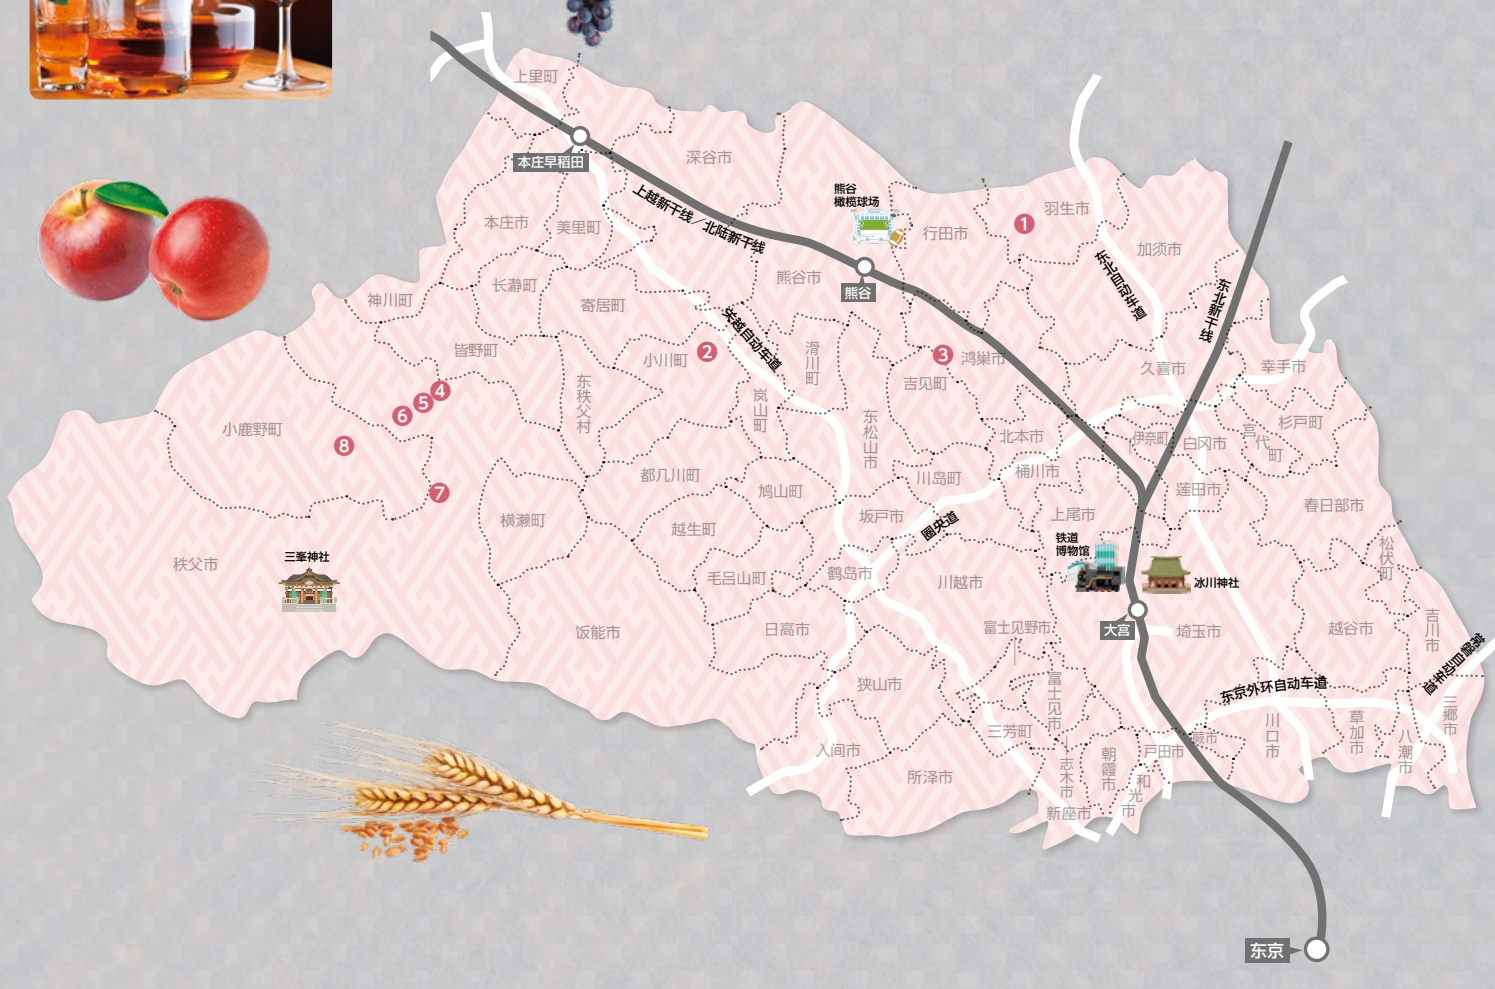 上里町
深谷市
本庄早稻田
熊谷
橄榄球场
上越新干线／北陆新干线
本庄市
美里町
行田市
羽生市
1
加须市
东北自动车道
东北新干线
长瀞町
神川町
寄居町
熊谷市
熊谷
关越自动车道
皆野町
小川町
2
滑川町
3
鸿巢市
吉见町
久喜市
幸手市
4
5
6
东秩父村
岚山町
东松山市
小鹿野町
8
北本市
伊奈町
白冈市
宫代町
杉户町
都几川町
鸠山町
川岛町
桶川市
莲田市
7
横濑町
越生町
坂户市
圈央道
上尾市
春日部市
铁道
博物馆
松伏町
三峯神社
秩父市
毛吕山町
鹤岛市
川越市
冰川神社
大宫
饭能市
日高市
富士见野市
埼玉市
越谷市
吉川市
常磐自动车道
狭山市
富士见市
东京外环自动车道
三乡市
入间市
三芳町
所泽市
志木市
朝霞市
和光市
户田市
蕨市
川口市
草加市
八潮市
新座市
东京